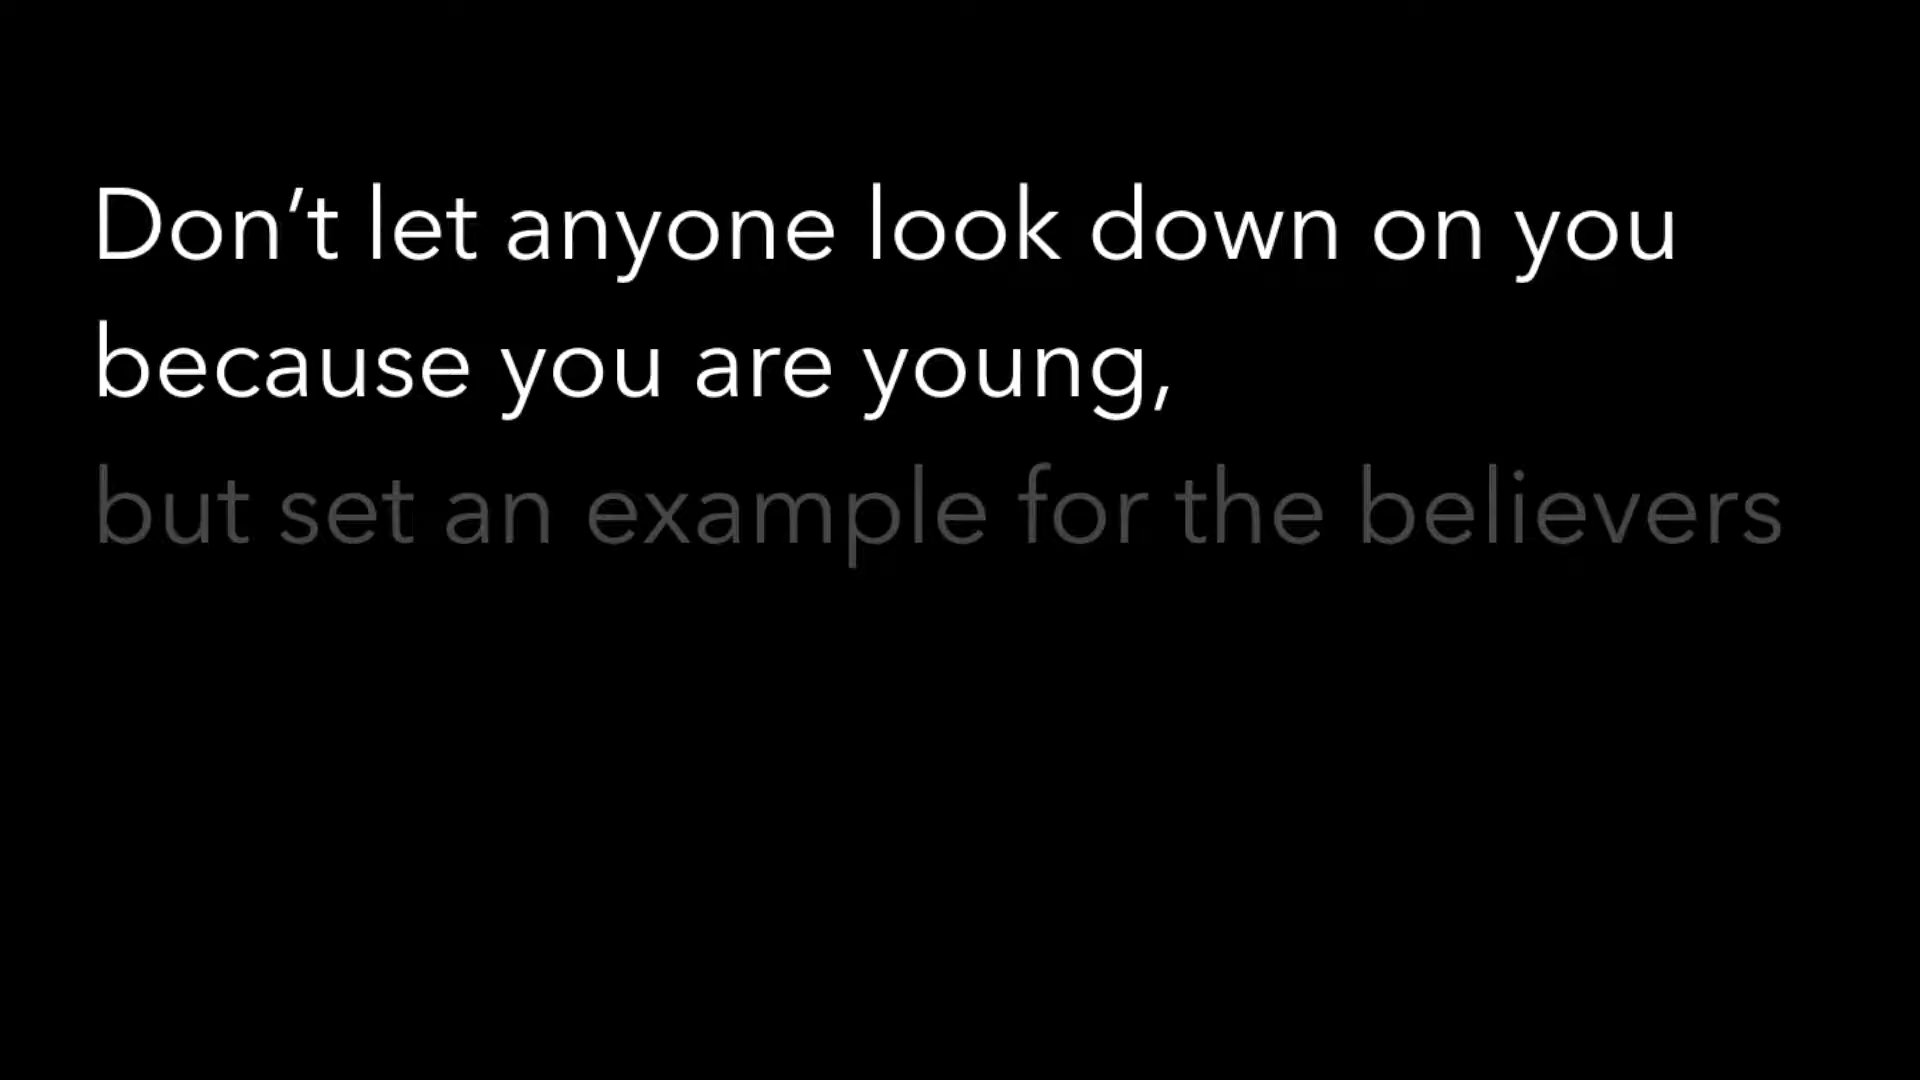 Don’t let anyone look down on you
because you are young,
but set an example for the believers